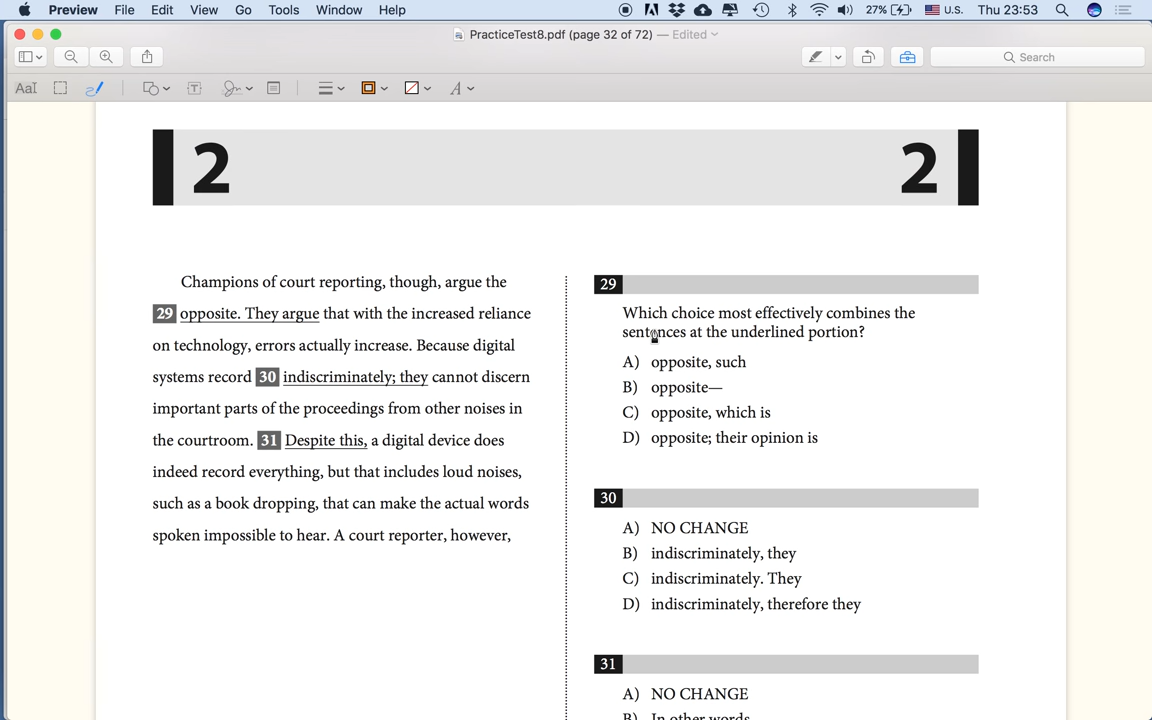 Preview File Edit View Go Tools Window Help 27% U.S. Thu 23:53
PracticeTest8.pdf (page 32 of 72) — Edited
Search
AaI T A
2 2
Champions of court reporting, though, argue the
29 opposite. They argue that with the increased reliance
on technology, errors actually increase. Because digital
systems record 30 indiscriminately; they cannot discern
important parts of the proceedings from other noises in
the courtroom. 31 Despite this, a digital device does
indeed record everything, but that includes loud noises,
such as a book dropping, that can make the actual words
spoken impossible to hear. A court reporter, however,
29
Which choice most effectively combines the
sentences at the underlined portion?
A) opposite, such
B) opposite—
C) opposite, which is
D) opposite; their opinion is
30
A) NO CHANGE
B) indiscriminately, they
C) indiscriminately. They
D) indiscriminately, therefore they
31
A) NO CHANGE
B) In other words,